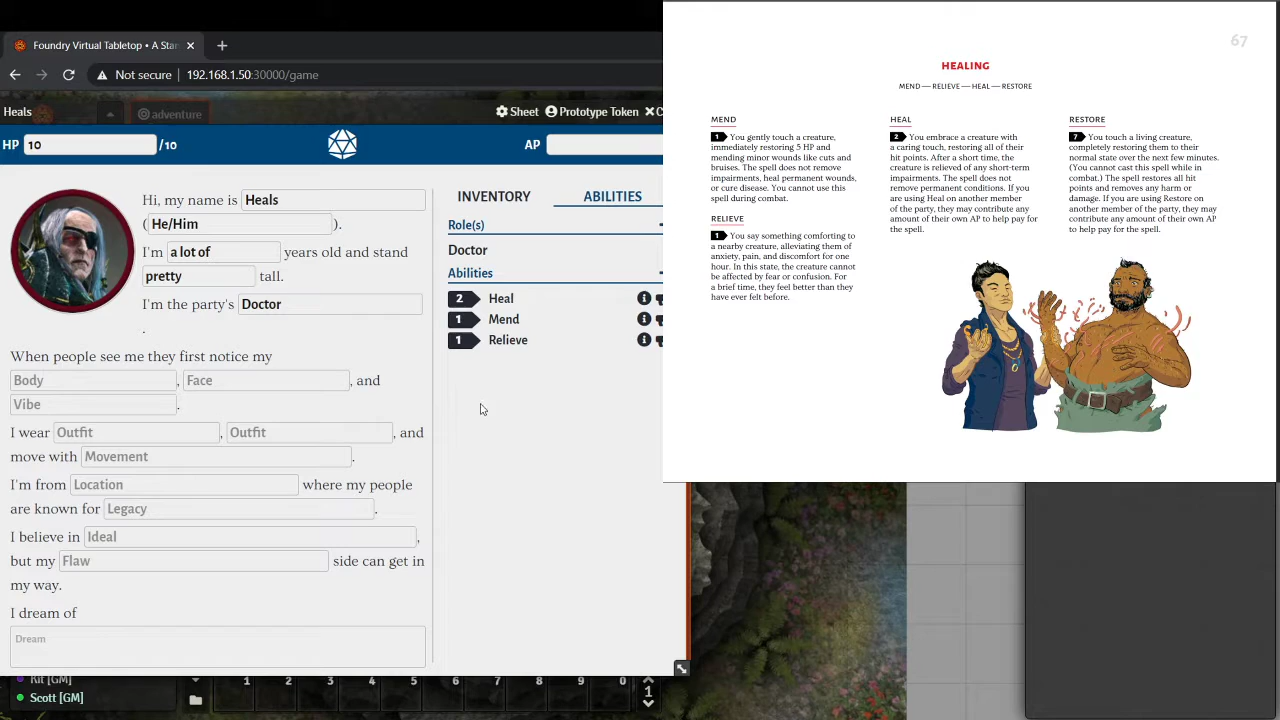 Foundry Virtual Tabletop • A Stan
Not secure
192.168.1.50:30000/game
Heals
adventure
Sheet
Prototype Token
Close
HP
10
/10
AP
Hi, my name is Heals
(He/Him).
I'm a lot of years old and stand
pretty tall.
I'm the party's Doctor
.
When people see me they first notice my
Body, Face, and
Vibe.
I wear Outfit, Outfit, and
move with Movement.
I'm from Location where my people
are known for Legacy.
I believe in Ideal,
but my Flaw side can get in
my way.
I dream of
Dream
INVENTORY
ABILITIES
Role(s)
Doctor
Abilities
2 Heal
1 Mend
1 Relieve
Scott [GM]
1 2 3 4 5 6 7 8 9 0
1
67
HEALING
MEND — RELIEVE — HEAL — RESTORE
MEND
1 You gently touch a creature,
immediately restoring 5 HP and
mending minor wounds like cuts and
bruises. The spell does not remove
impairments, heal permanent wounds,
or cure disease. You cannot use this
spell during combat.
RELIEVE
1 You say something comforting to
a nearby creature, alleviating them of
anxiety, pain, and discomfort for one
hour. In this state, the creature cannot
be affected by fear or confusion. For
a brief time, they feel better than they
have ever felt before.
HEAL
2 You embrace a creature with
a caring touch, restoring all of their
hit points. After a short time, the
creature is relieved of any short-term
impairments. The spell does not
remove permanent conditions. If you
are using Heal on another member
of the party, they may contribute any
amount of their own AP to help pay for
the spell.
RESTORE
7 You touch a living creature,
completely restoring them to their
normal state over the next few minutes.
(You cannot cast this spell while in
combat.) The spell restores all hit
points and removes any harm or
damage. If you are using Restore on
another member of the party, they may
contribute any amount of their own AP
to help pay for the spell.